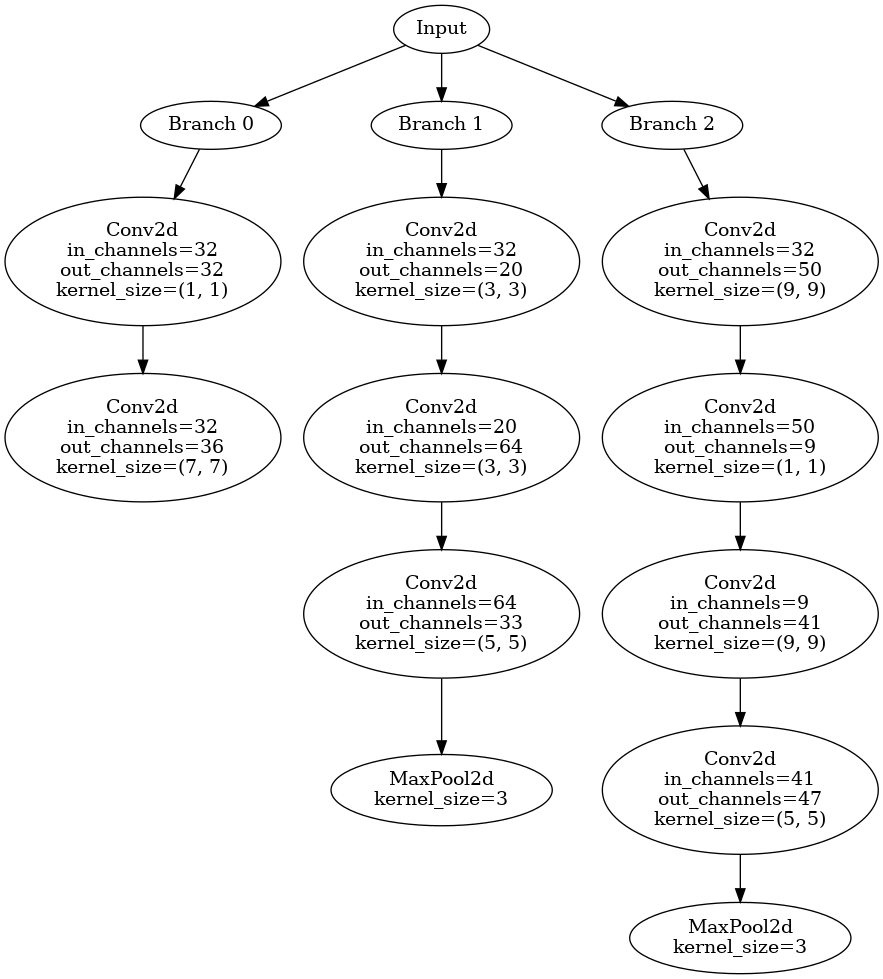 Input
Branch 0
Branch 1
Branch 2
Conv2d
in_channels=32
out_channels=32
kernel_size=(1, 1)
Conv2d
in_channels=32
out_channels=20
kernel_size=(3, 3)
Conv2d
in_channels=32
out_channels=50
kernel_size=(9, 9)
Conv2d
in_channels=32
out_channels=36
kernel_size=(7, 7)
Conv2d
in_channels=20
out_channels=64
kernel_size=(3, 3)
Conv2d
in_channels=50
out_channels=9
kernel_size=(1, 1)
Conv2d
in_channels=64
out_channels=33
kernel_size=(5, 5)
Conv2d
in_channels=9
out_channels=41
kernel_size=(9, 9)
MaxPool2d
kernel_size=3
Conv2d
in_channels=41
out_channels=47
kernel_size=(5, 5)
MaxPool2d
kernel_size=3